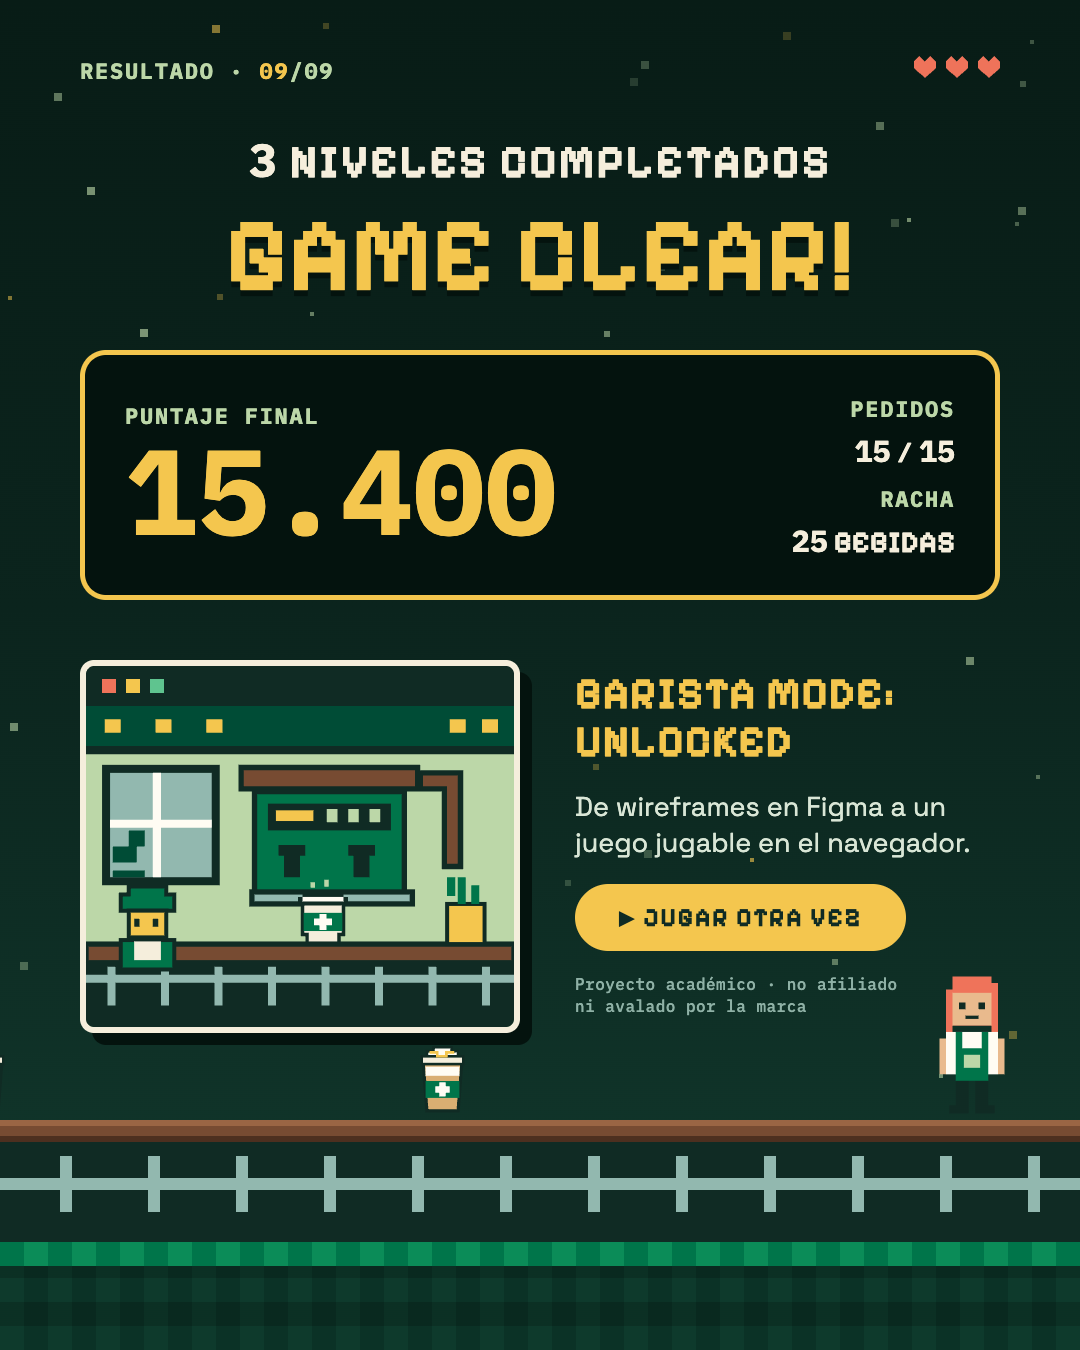 RESULTADO · 09/09
3 NIVELES COMPLETADOS
GAME CLEAR!
PUNTAJE FINAL
15.400
PEDIDOS
15 / 15
RACHA
25 BEBIDAS
BARISTA MODE:
UNLOCKED
De wireframes en Figma a un
juego jugable en el navegador.
▶ JUGAR OTRA VEZ
Proyecto académico · no afiliado
ni avalado por la marca